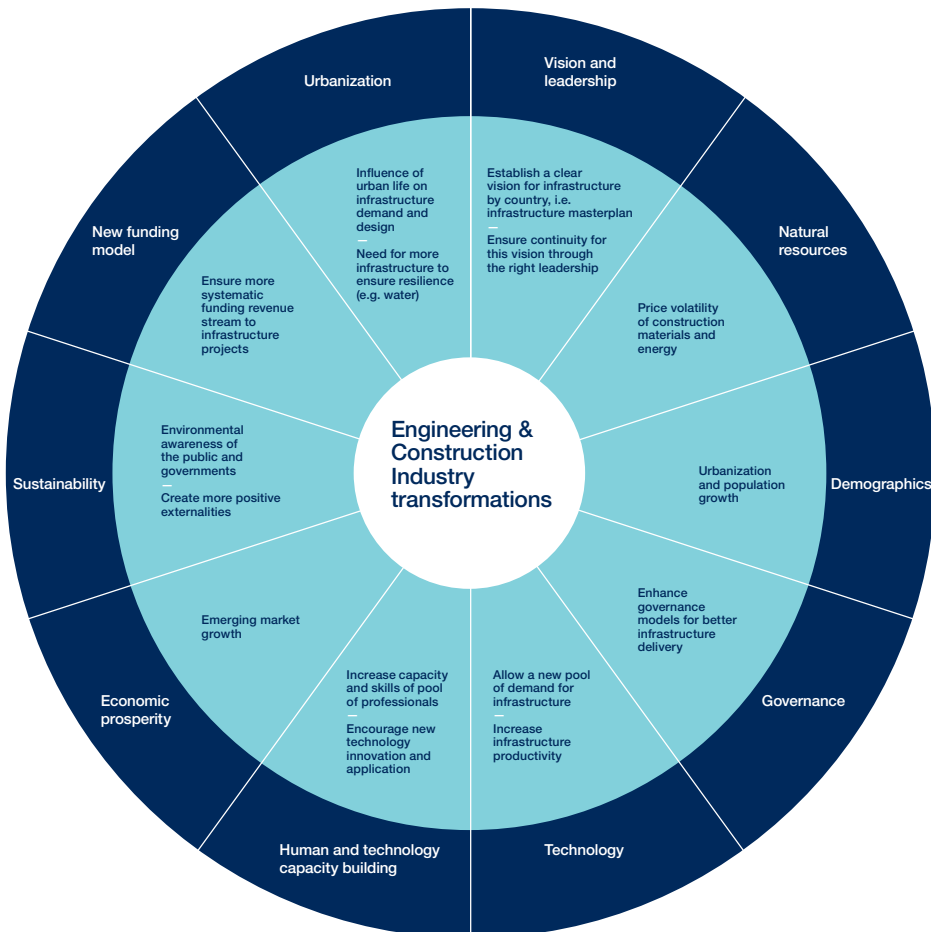 Engineering &
Construction
Industry
transformations
Vision and
leadership
Establish a clear
vision for infrastructure
by country, i.e.
infrastructure masterplan
—
Ensure continuity for
this vision through
the right leadership
Natural
resources
Price volatility
of construction
materials and
energy
Demographics
Urbanization
and population
growth
Governance
Enhance
governance
models for better
infrastructure
delivery
Technology
Allow a new pool
of demand for
infrastructure
—
Increase
infrastructure
productivity
Human and technology
capacity building
Increase capacity
and skills of pool
of professionals
—
Encourage new
technology
innovation and
application
Economic
prosperity
Emerging market
growth
Sustainability
Environmental
awareness of
the public and
governments
—
Create more positive
externalities
New funding
model
Ensure more
systematic
funding revenue
stream to
infrastructure
projects
Urbanization
Influence of
urban life on
infrastructure
demand and
design
—
Need for more
infrastructure to
ensure resilience
(e.g. water)